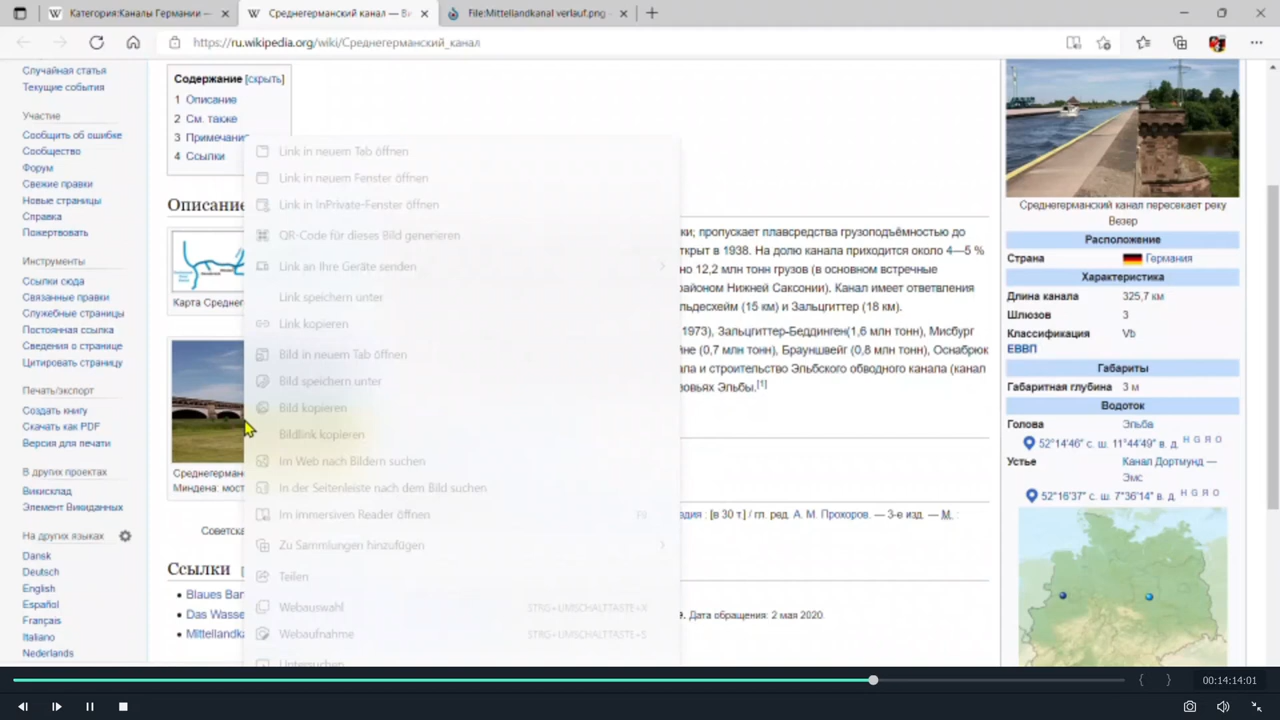 Категория:Каналы Германии —
Среднегерманский канал — Ви
File:Mittellandkanal verlauf.png -
https://ru.wikipedia.org/wiki/Среднегерманский_канал
Случайная статья
Текущие события
Участие
Сообщить об ошибке
Сообщество
Форум
Свежие правки
Новые страницы
Справка
Пожертвовать
Инструменты
Ссылки сюда
Связанные правки
Служебные страницы
Постоянная ссылка
Сведения о странице
Цитировать страницу
Печать/экспорт
Создать книгу
Скачать как PDF
Версия для печати
В других проектах
Викисклад
Элемент Викиданных
На других языках
Dansk
Deutsch
English
Español
Français
Italiano
Nederlands
Содержание [скрыть]
1 Описание
2 См. также
3 Примечани
4 Ссылки
Описание
Карта Среднег
Среднегерман
Миндена: мост
Советска
Ссылки [
Blaues Bar
Das Wasse
Mittellandka
Link in neuem Tab öffnen
Link in neuem Fenster öffnen
Link in InPrivate-Fenster öffnen
QR-Code für dieses Bild generieren
Link an Ihre Geräte senden
Link speichern unter
Link kopieren
Bild in neuem Tab öffnen
Bild speichern unter
Bild kopieren
Bildlink kopieren
Im Web nach Bildern suchen
In der Seitenleiste nach dem Bild suchen
Im Immersiven Reader öffnen F9
Zu Sammlungen hinzufügen
Teilen
Webauswahl STRG+UMSCHALTTASTE+X
Webaufnahme STRG+UMSCHALTTASTE+S
Untersuchen
ки; пропускает плавсредства грузоподъёмностью до
крыт в 1938. На долю канала приходится около 4—5 %
но 12,2 млн тонн грузов (в основном встречные
районом Нижней Саксонии). Канал имеет ответвления
льдесхейм (15 км) и Зальцгиттер (18 км).
1973), Зальцгиттер-Беддинген(1,6 млн тонн), Мисбург
не (0,7 млн тонн), Брауншвейг (0,8 млн тонн), Оснабрюк
ла и строительство Эльбского обводного канала (канал
зовьях Эльбы.[1]
едия : [в 30 т] / гл. ред. А. М. Прохоров. — 3-е изд. — М. :
е. Дата обращения: 2 мая 2020.
Среднегерманский канал пересекает реку
Везер
Расположение
Страна Германия
Характеристика
Длина канала 325,7 км
Шлюзов 3
Классификация Vb
ЕВВП
Габариты
Габаритная глубина 3 м
Водоток
Голова Эльба
52°14′46″ с. ш. 11°44′49″ в. д. H G Я O
Устье Канал Дортмунд —
Эмс
52°16′37″ с. ш. 7°36′14″ в. д. H G Я O
00:14:14:01